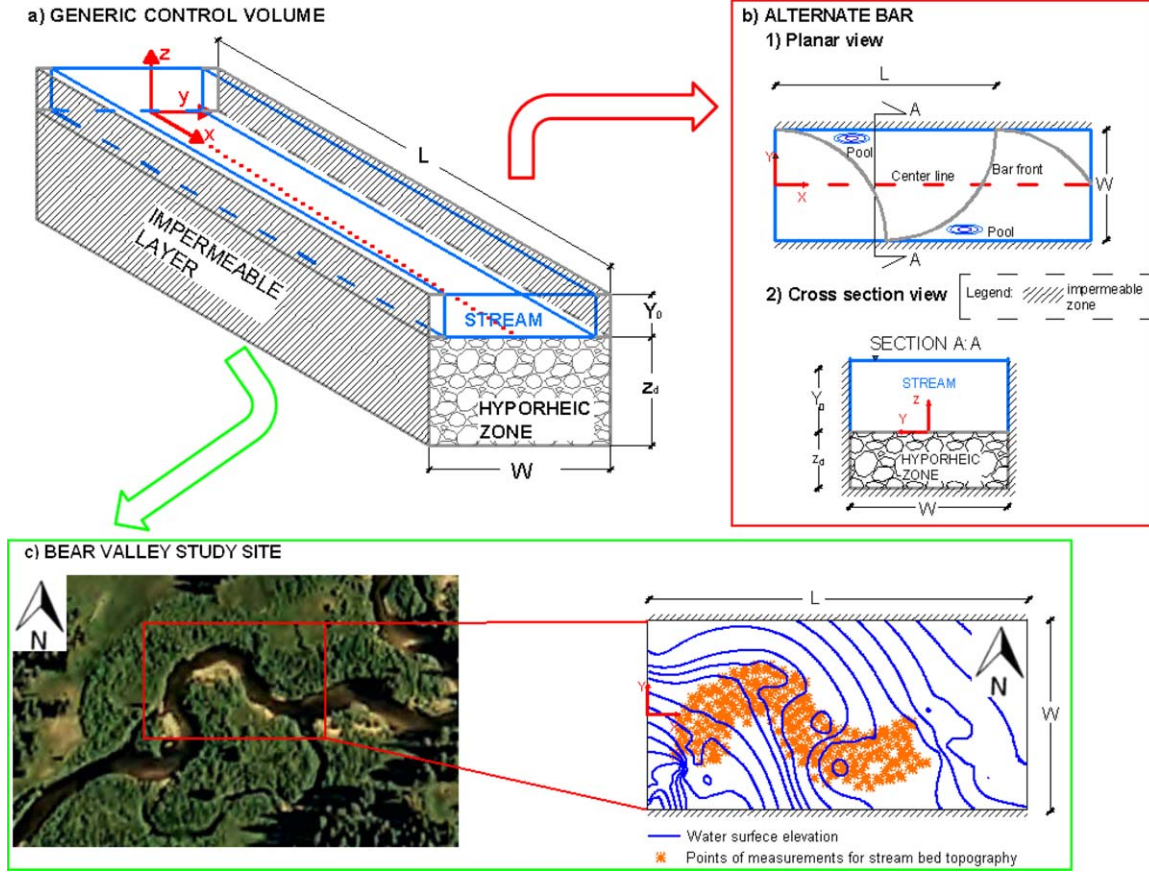 a) GENERIC CONTROL VOLUME
z
y
x
L
IMPERMEABLE
LAYER
STREAM
Y₀
HYPORHEIC
ZONE
z_d
W
b) ALTERNATE BAR
1) Planar view
L
A
Pool
Y
Center line
Bar front
X
W
Pool
A
2) Cross section view
Legend: impermeable
zone
SECTION A:A
STREAM
Y₀
z
Y
HYPORHEIC
ZONE
z_d
W
c) BEAR VALLEY STUDY SITE
N
L
N
Y
W
Water surfece elevation
Points of measurements for stream bed topography